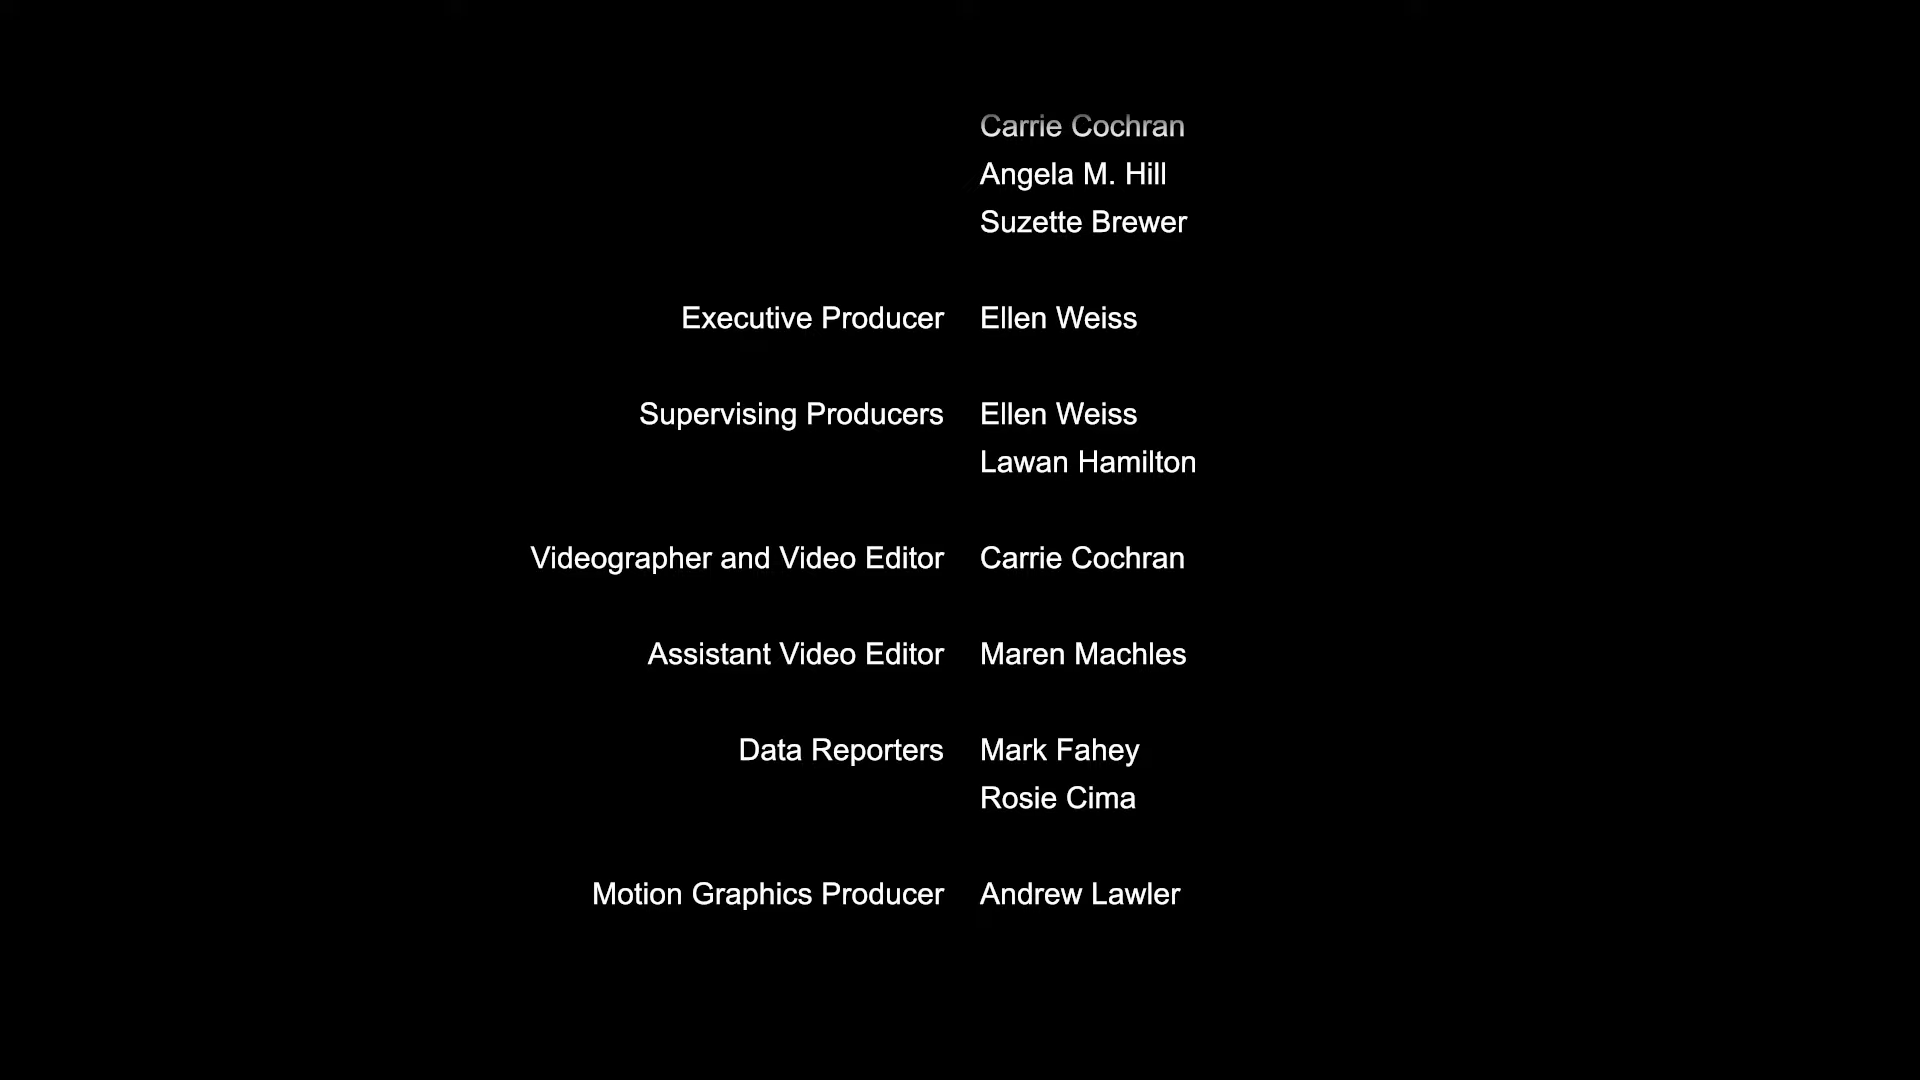 Carrie Cochran
Angela M. Hill
Suzette Brewer
Executive Producer Ellen Weiss
Supervising Producers Ellen Weiss
Lawan Hamilton
Videographer and Video Editor Carrie Cochran
Assistant Video Editor Maren Machles
Data Reporters Mark Fahey
Rosie Cima
Motion Graphics Producer Andrew Lawler